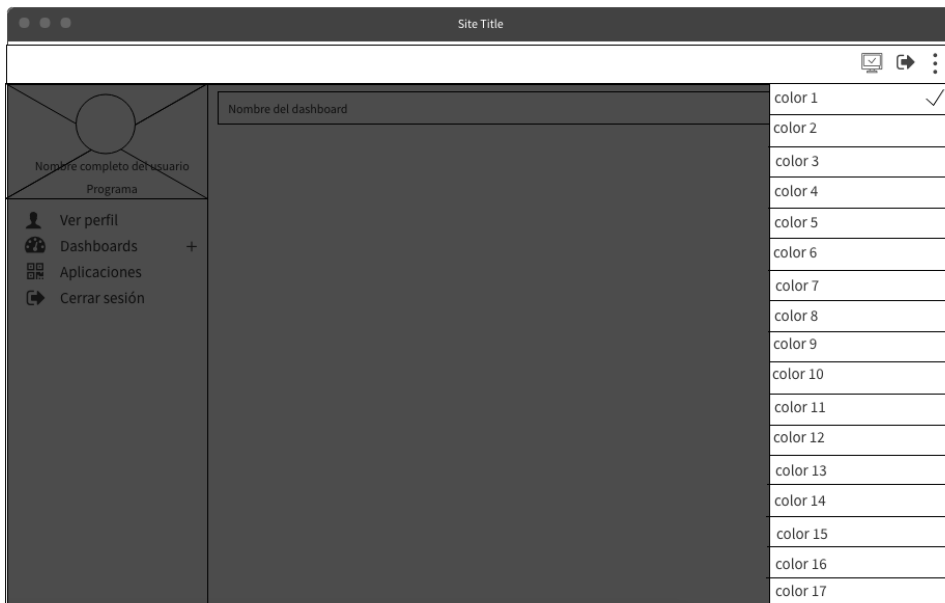 Site Title
Nombre del dashboard
Nombre completo del usuario
Programa
Ver perfil
Dashboards +
Aplicaciones
Cerrar sesión
color 1
color 2
color 3
color 4
color 5
color 6
color 7
color 8
color 9
color 10
color 11
color 12
color 13
color 14
color 15
color 16
color 17